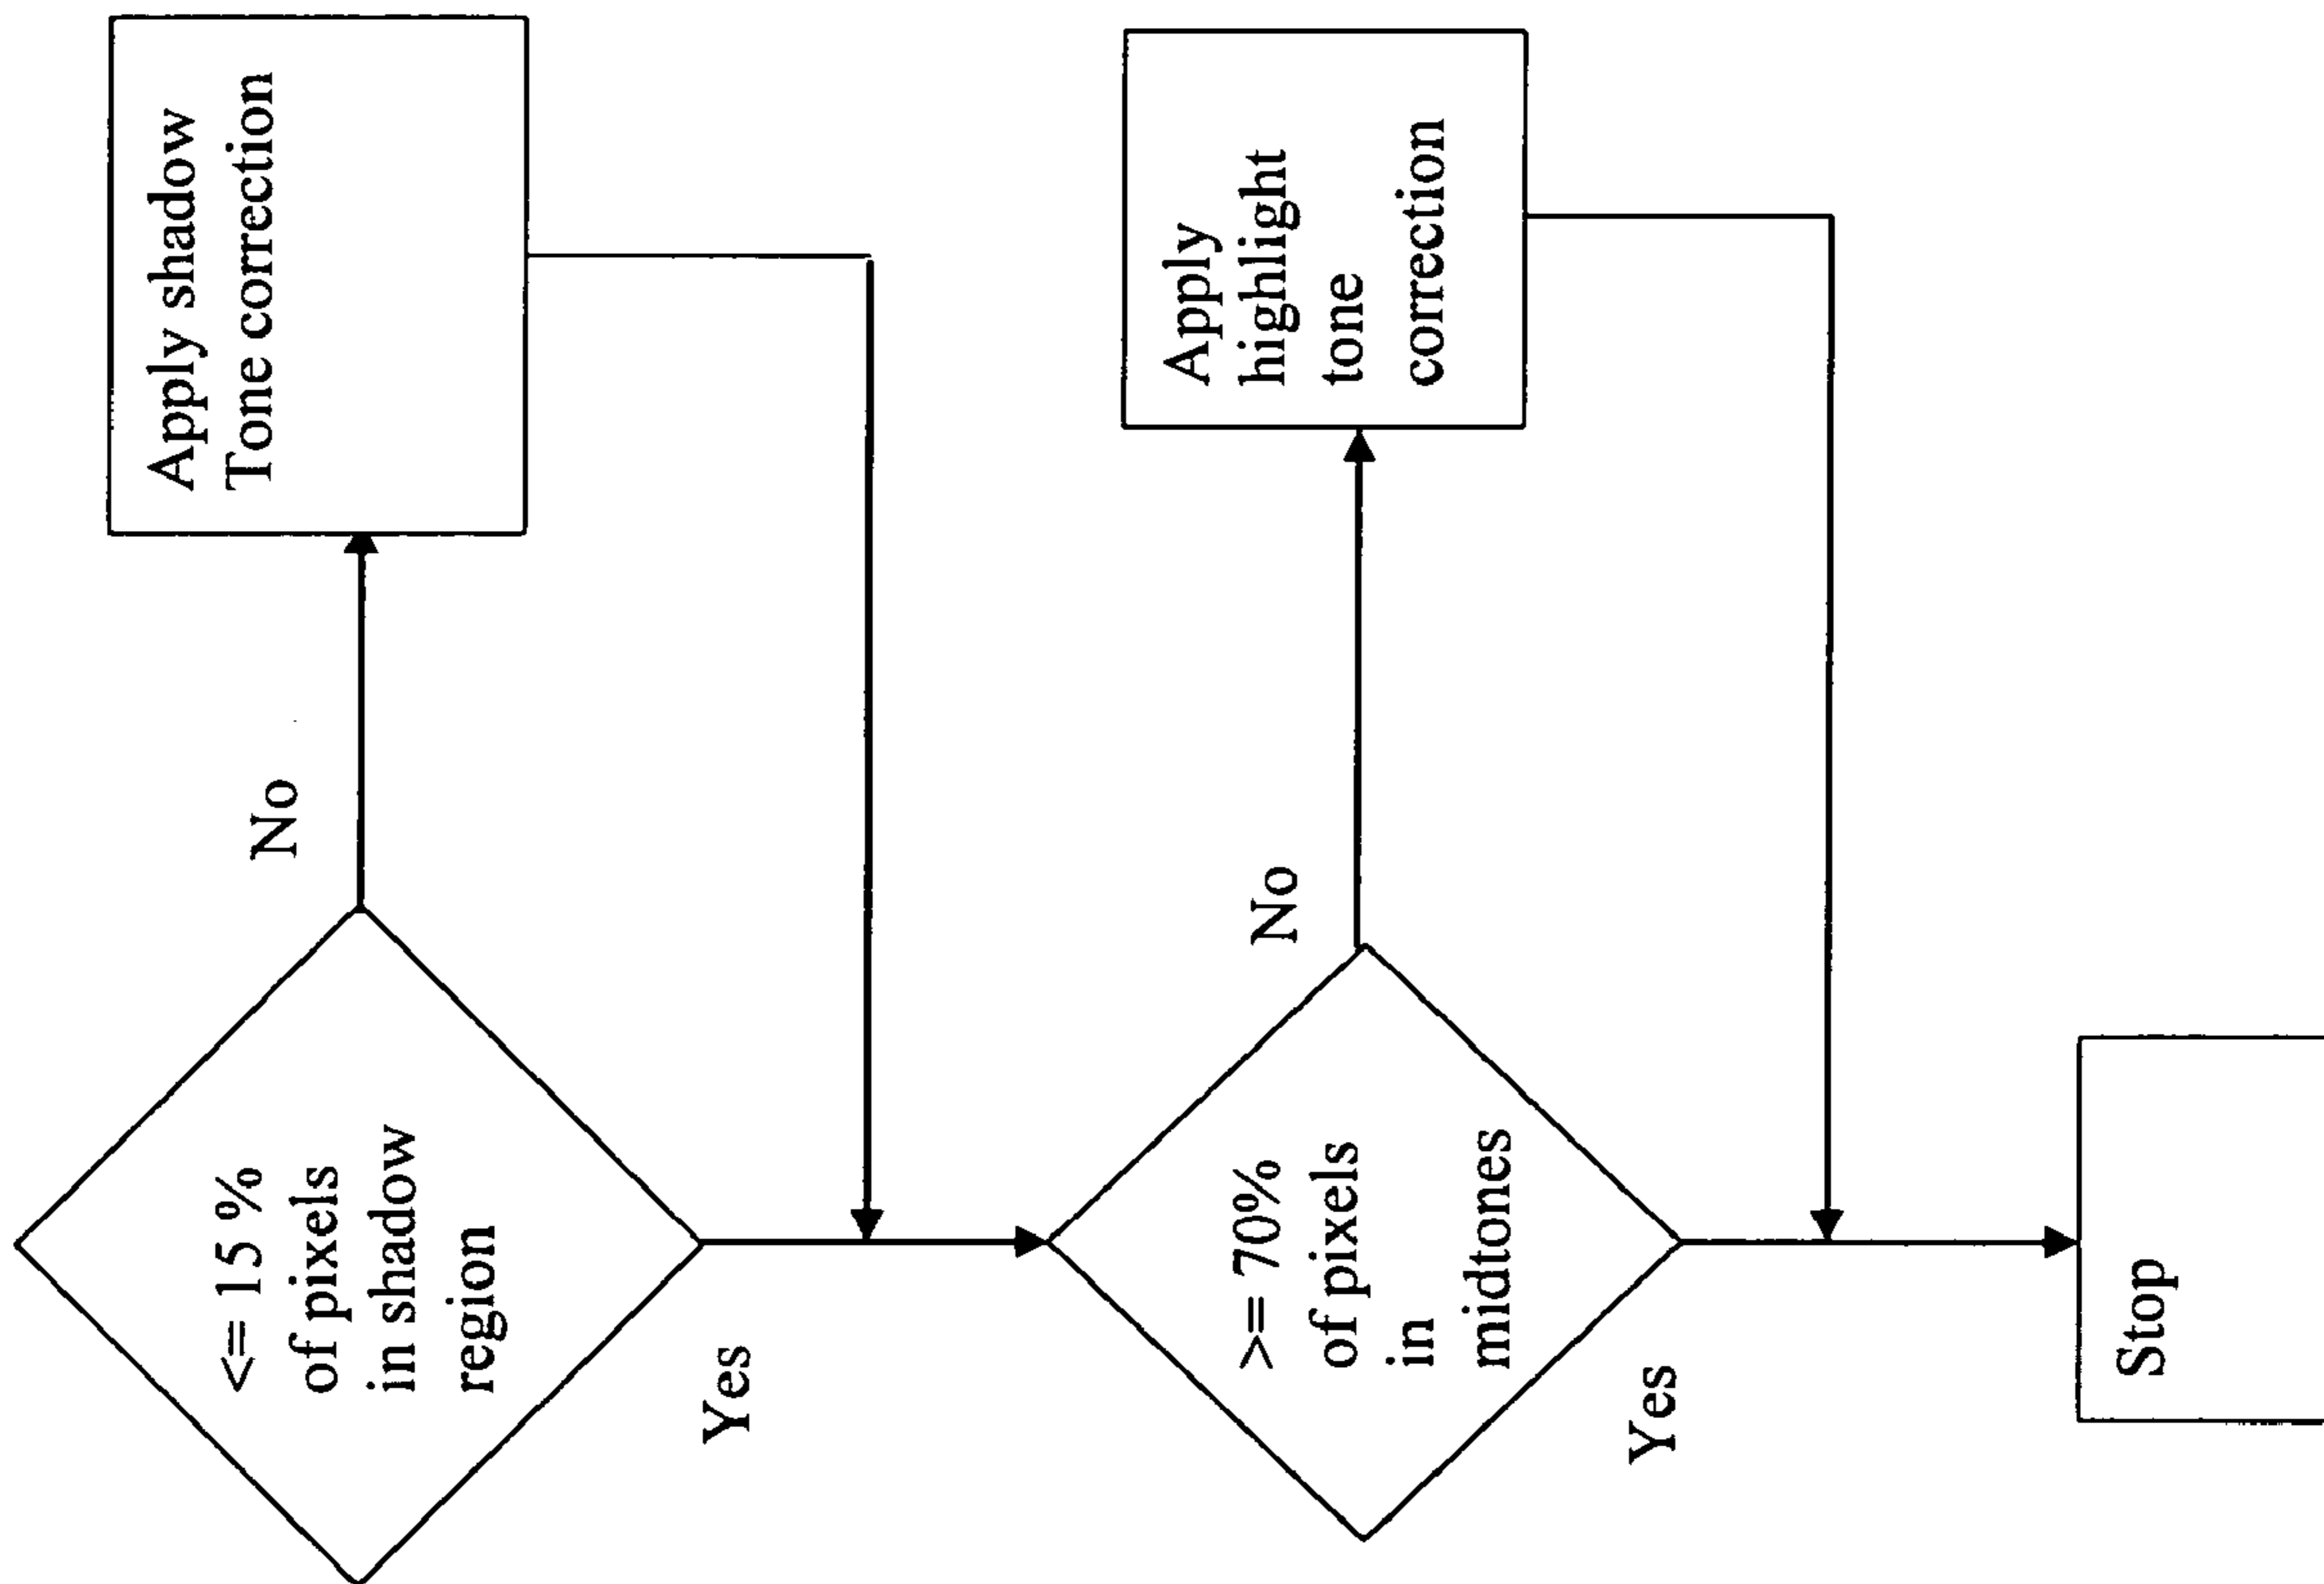 <= 15 %
of pixels
in shadow
region
No
Apply shadow
Tone correction
Yes
>= 70%
of pixels
in
midtones
No
Apply
highlight
tone
correction
Yes
Stop